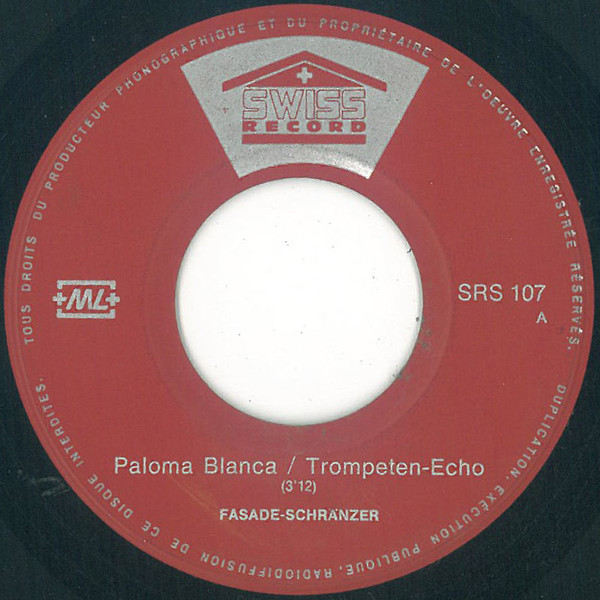 TOUS DROITS DU PRODUCTEUR PHONOGRAPHIQUE ET DU PROPRIÉTAIRE DE L'OEUVRE ENREGISTRÉE RÉSERVÉS. DUPLICATION, EXÉCUTION PUBLIQUE, RADIODIFFUSION DE CE DISQUE INTERDITES.
SWISS
RECORD
ML
SRS 107
A
Paloma Blanca / Trompeten-Echo
(3'12)
FASADE-SCHRÄNZER